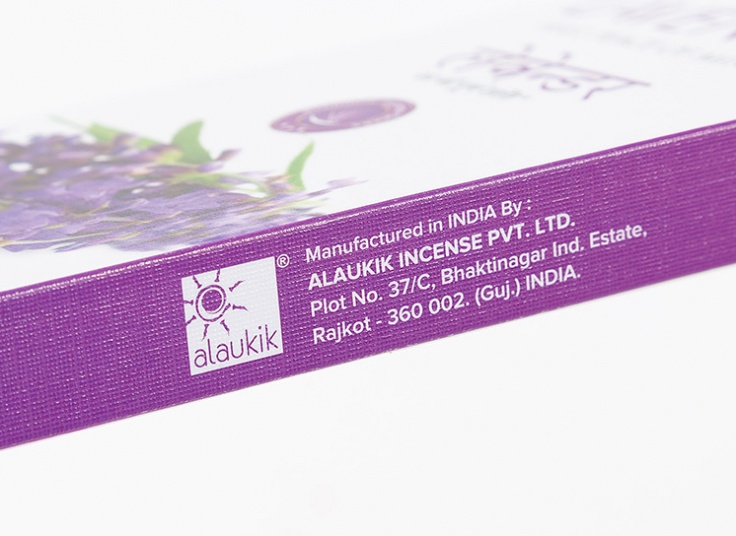 Manufactured in INDIA By :
ALAUKIK INCENSE PVT. LTD.
Plot No. 37/C, Bhaktinagar Ind. Estate,
Rajkot - 360 002. (Guj.) INDIA.
®
alaukik